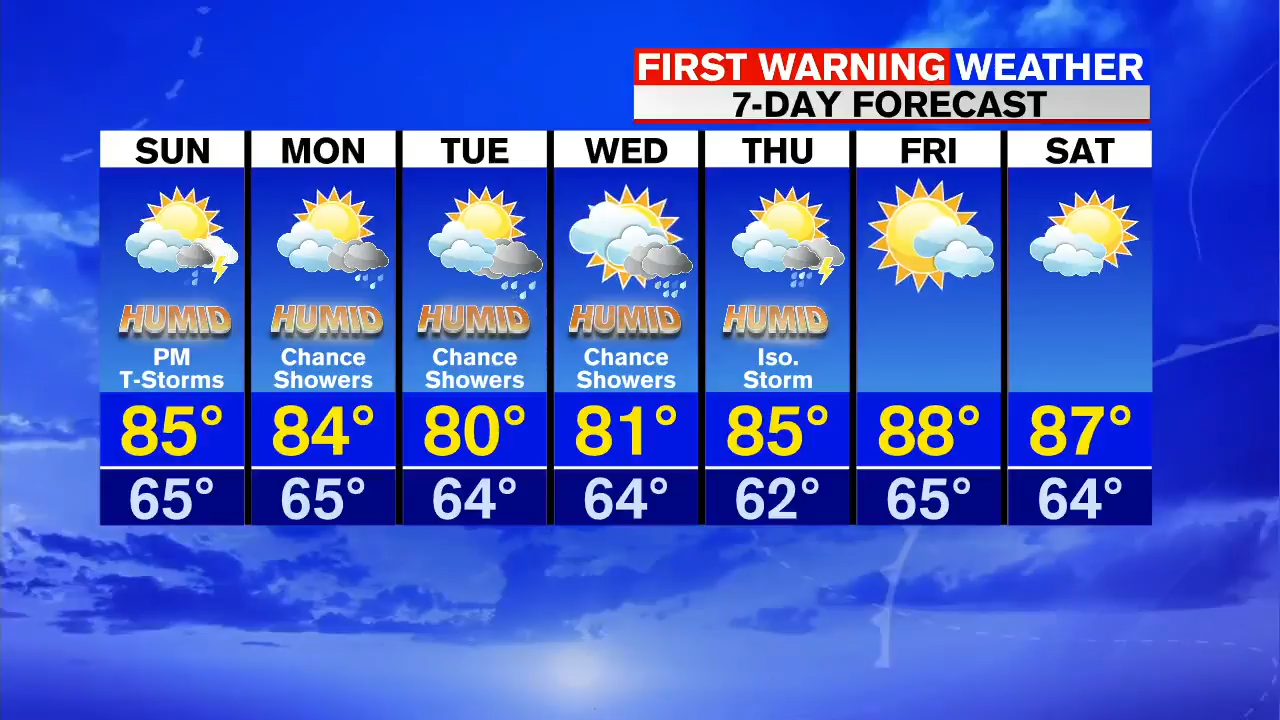 FIRST WARNING WEATHER
7-DAY FORECAST
SUN MON TUE WED THU FRI SAT
HUMID HUMID HUMID HUMID HUMID
PM Chance Chance Chance Iso.
T-Storms Showers Showers Showers Storm
85° 84° 80° 81° 85° 88° 87°
65° 65° 64° 64° 62° 65° 64°